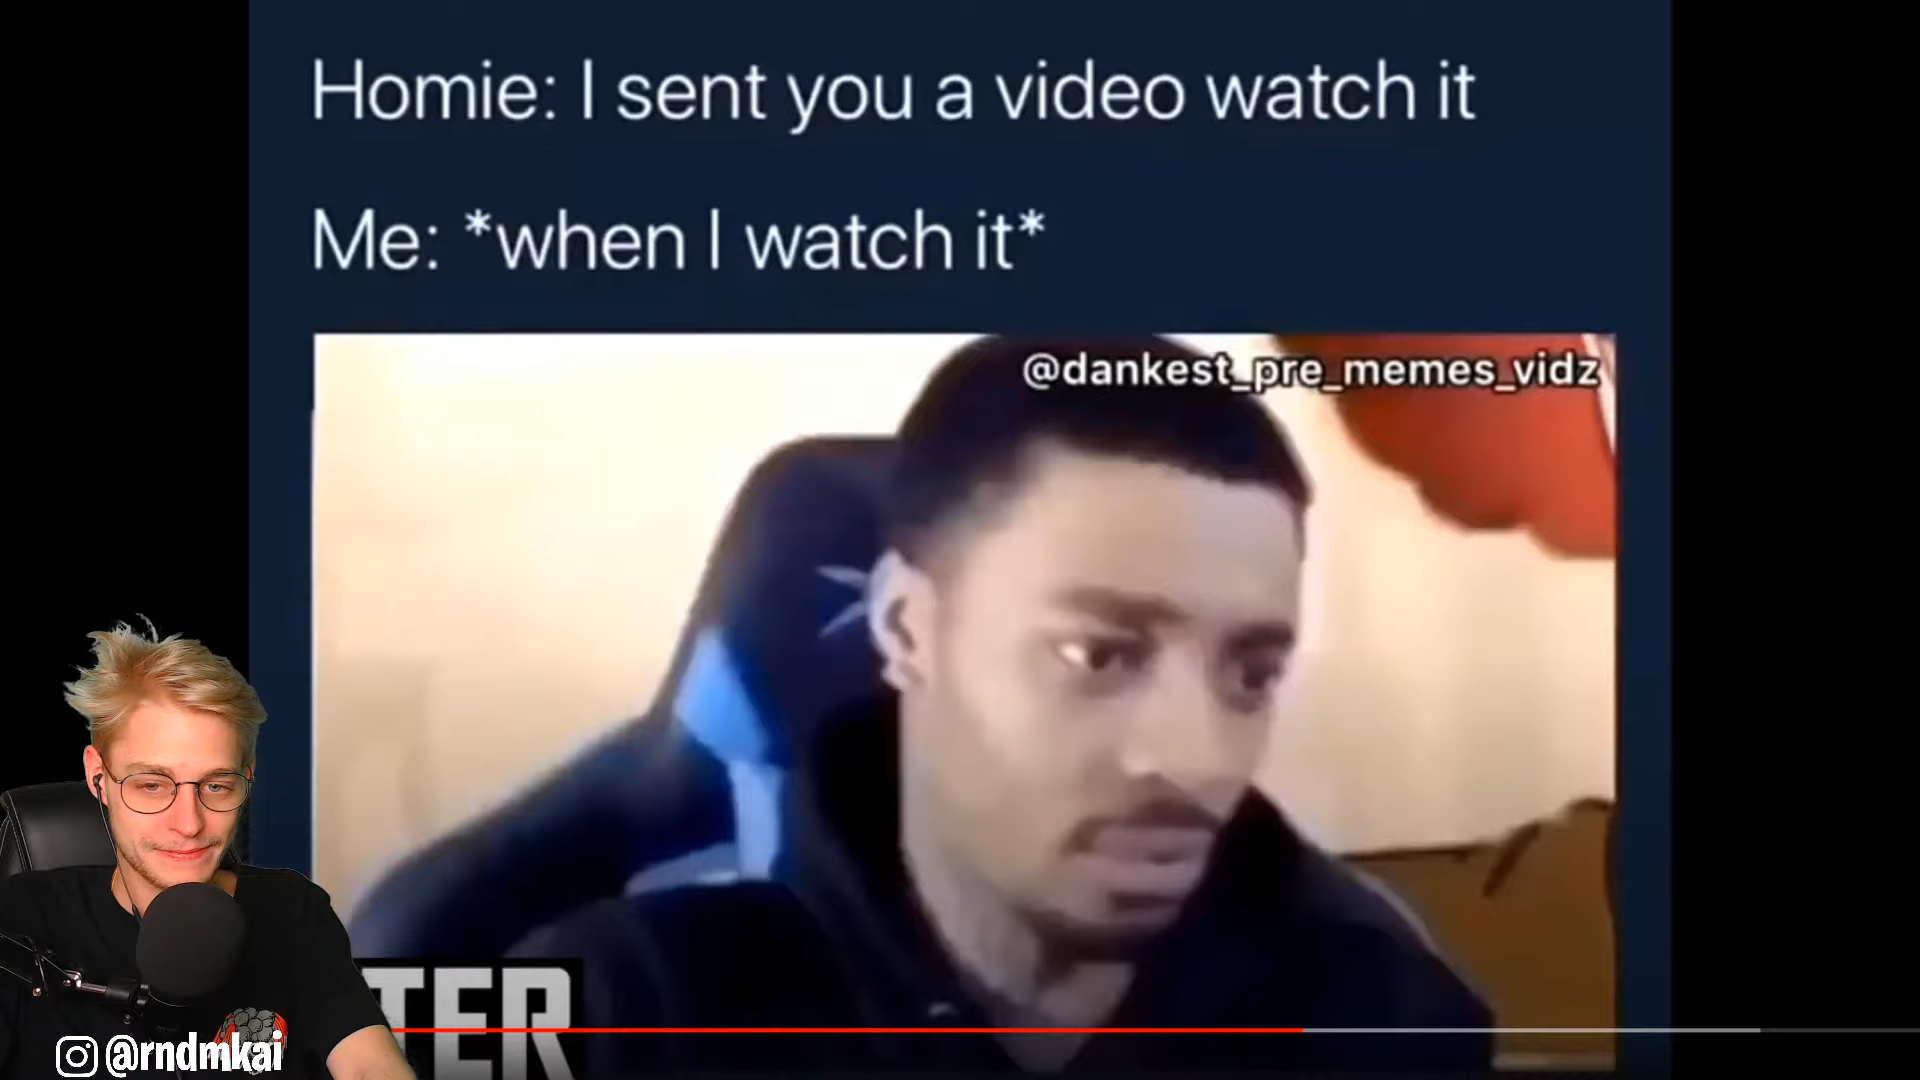 Homie: I sent you a video watch it
Me: *when I watch it*
@dankest_pre_memes_vidz
TER
@rndmkai